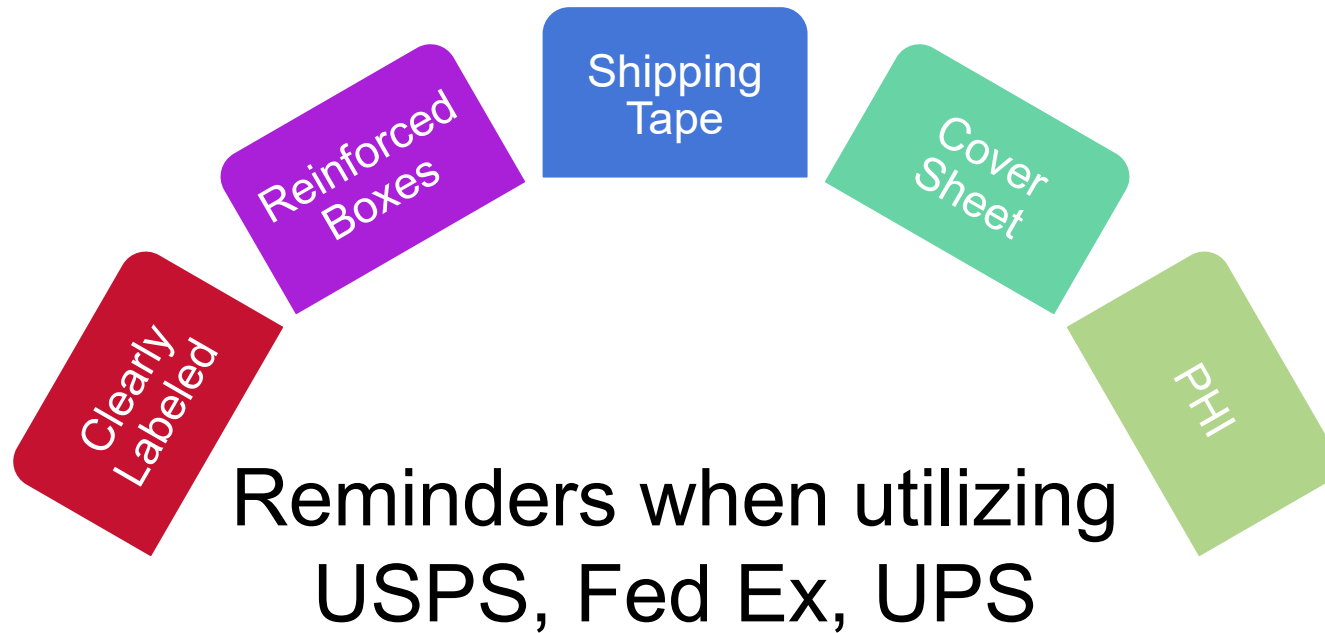 Clearly
Labeled
Reinforced
Boxes
Shipping
Tape
Cover
Sheet
PHI
Reminders when utilizing
USPS, Fed Ex, UPS